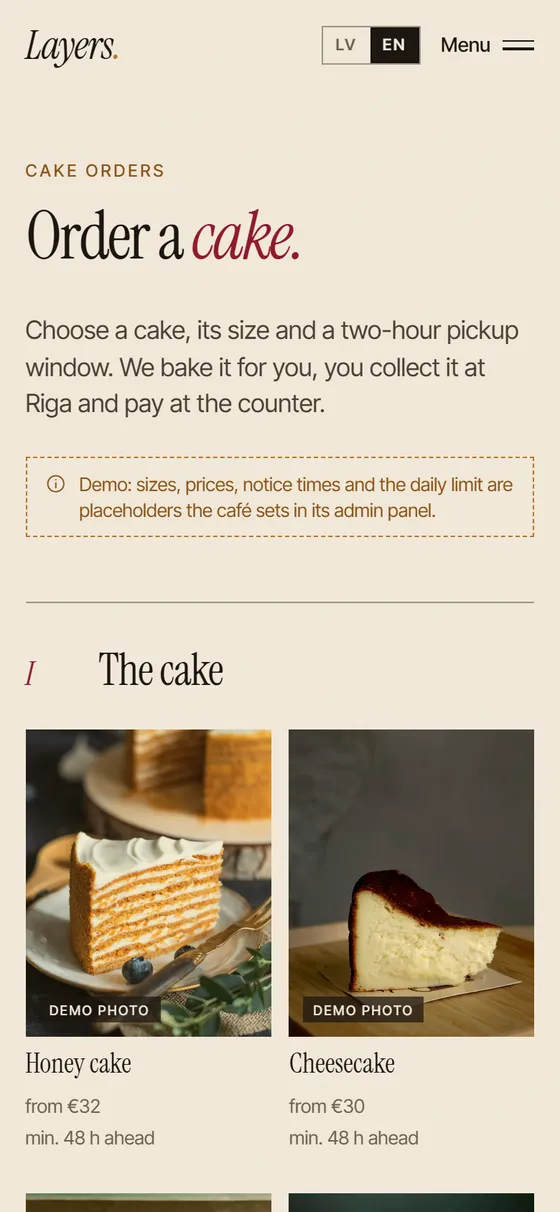 Layers.
LV EN Menu
CAKE ORDERS
Order a cake.
Choose a cake, its size and a two-hour pickup
window. We bake it for you, you collect it at
Riga and pay at the counter.
Demo: sizes, prices, notice times and the daily limit are
placeholders the café sets in its admin panel.
I The cake
DEMO PHOTO
DEMO PHOTO
Honey cake
from €32
min. 48 h ahead
Cheesecake
from €30
min. 48 h ahead